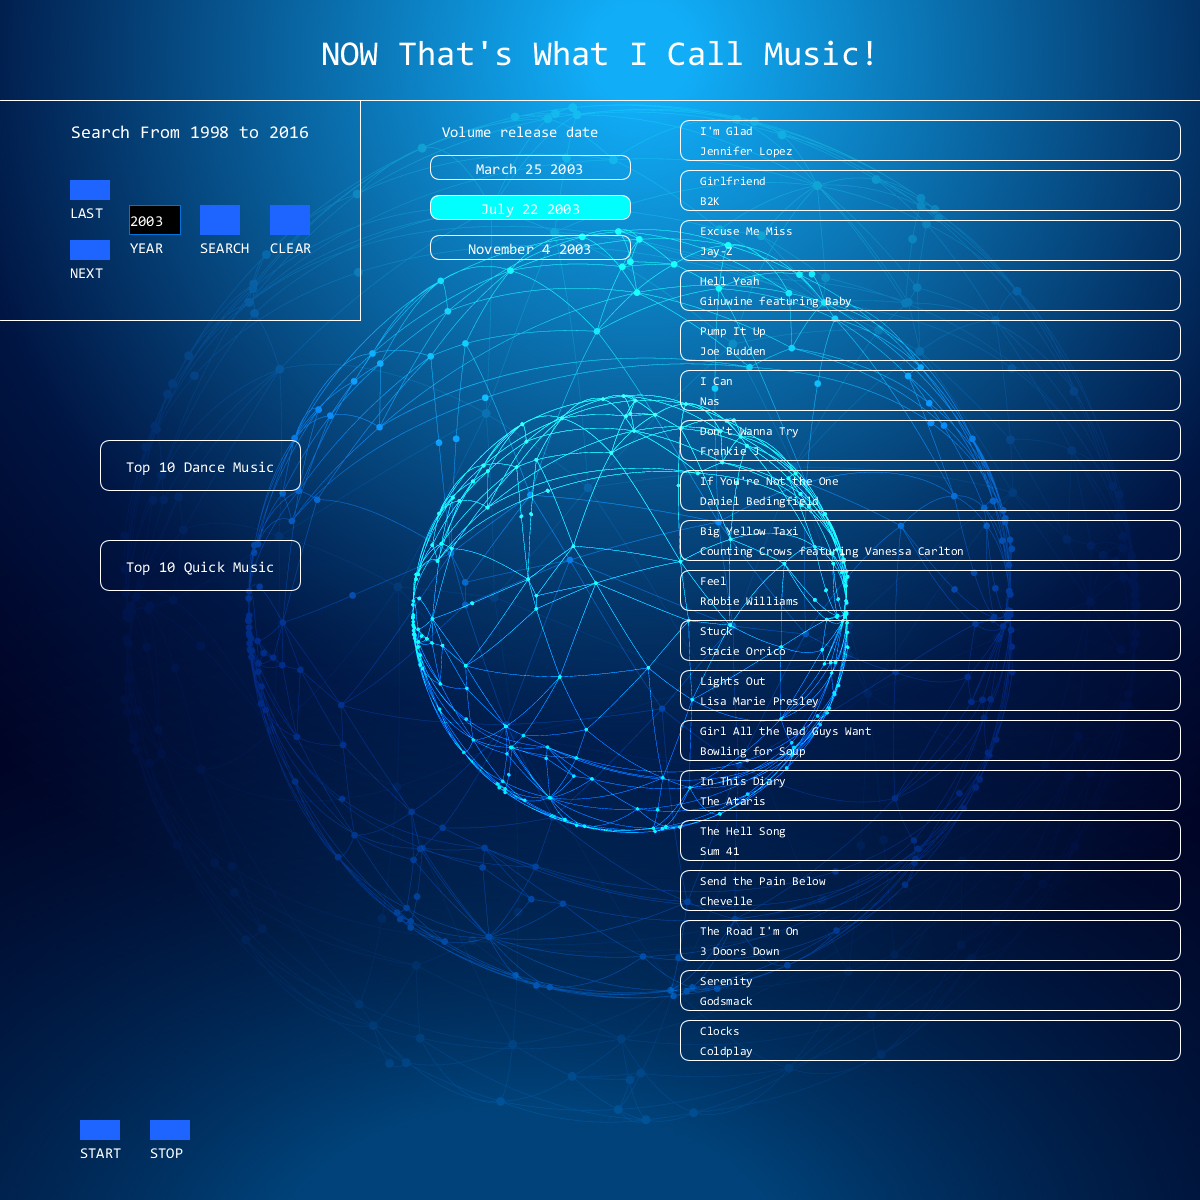 NOW That's What I Call Music!
Search From 1998 to 2016
LAST
2003
YEAR
SEARCH
CLEAR
NEXT
Top 10 Dance Music
Top 10 Quick Music
START
STOP
Volume release date
March 25 2003
July 22 2003
November 4 2003
I'm Glad
Jennifer Lopez
Girlfriend
B2K
Excuse Me Miss
Jay-Z
Hell Yeah
Ginuwine featuring Baby
Pump It Up
Joe Budden
I Can
Nas
Don't Wanna Try
Frankie J
If You're Not the One
Daniel Bedingfield
Big Yellow Taxi
Counting Crows featuring Vanessa Carlton
Feel
Robbie Williams
Stuck
Stacie Orrico
Lights Out
Lisa Marie Presley
Girl All the Bad Guys Want
Bowling for Soup
In This Diary
The Ataris
The Hell Song
Sum 41
Send the Pain Below
Chevelle
The Road I'm On
3 Doors Down
Serenity
Godsmack
Clocks
Coldplay